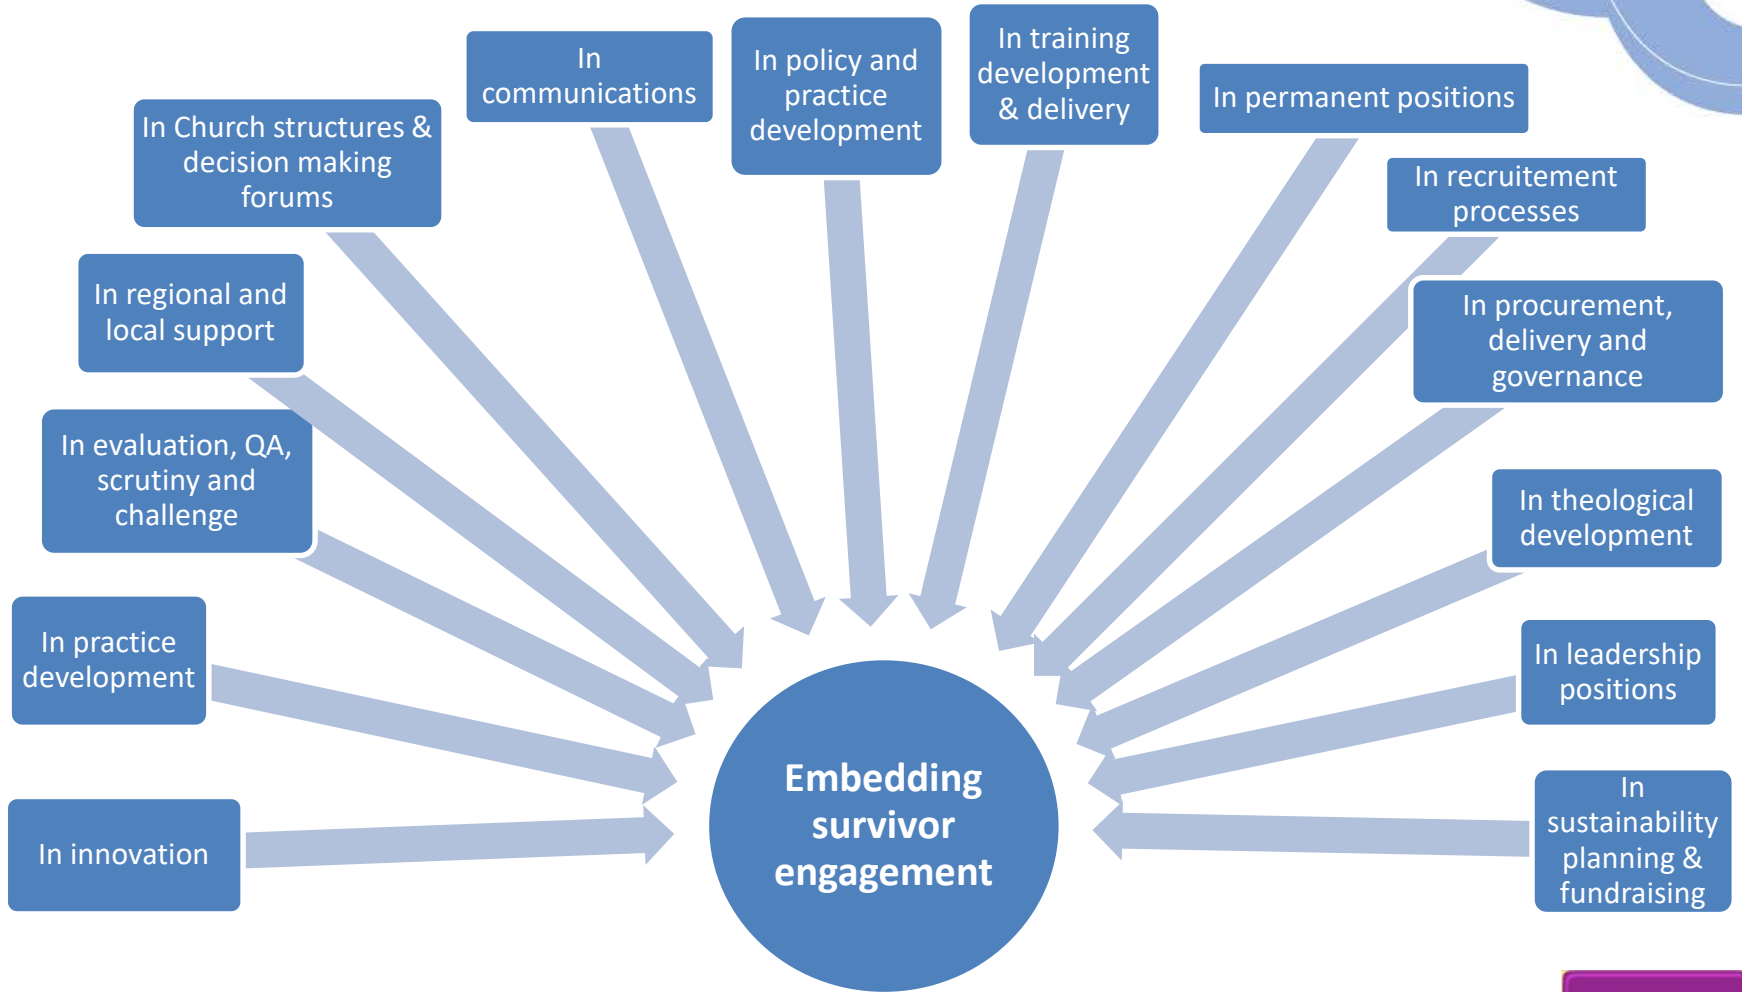 In
communications
In policy and
practice
development
In training
development
& delivery
In permanent positions
In Church structures &
decision making
forums
In recruitement
processes
In regional and
local support
In procurement,
delivery and
governance
In evaluation, QA,
scrutiny and
challenge
In theological
development
In practice
development
In leadership
positions
In innovation
In
sustainability
planning &
fundraising
Embedding
survivor
engagement